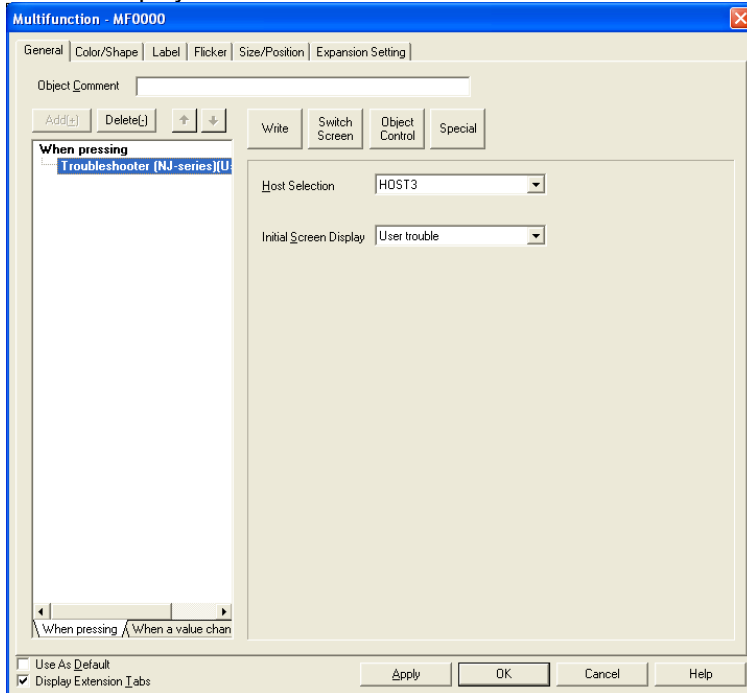 Multifunction - MF0000
General Color/Shape Label Flicker Size/Position Expansion Setting
Object Comment
Add(+) Delete(-)
Write Switch Screen Object Control Special
When pressing
Troubleshooter (NJ-series)(U
Host Selection HOST3
Initial Screen Display User trouble
When pressing When a value chan
Use As Default
Display Extension Tabs
Apply OK Cancel Help